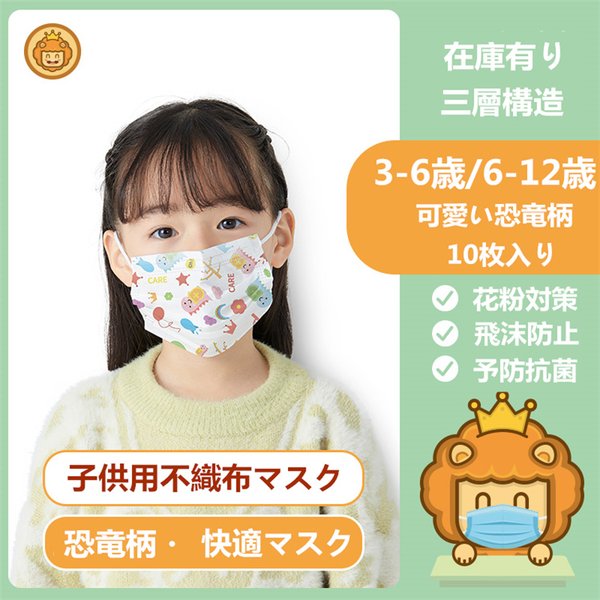 在庫有り
三層構造
3-6歳/6-12歳
可愛い恐竜柄
10枚入り
花粉対策
飛沫防止
予防抗菌
CARE
CARE
子供用不織布マスク
恐竜柄・ 快適マスク